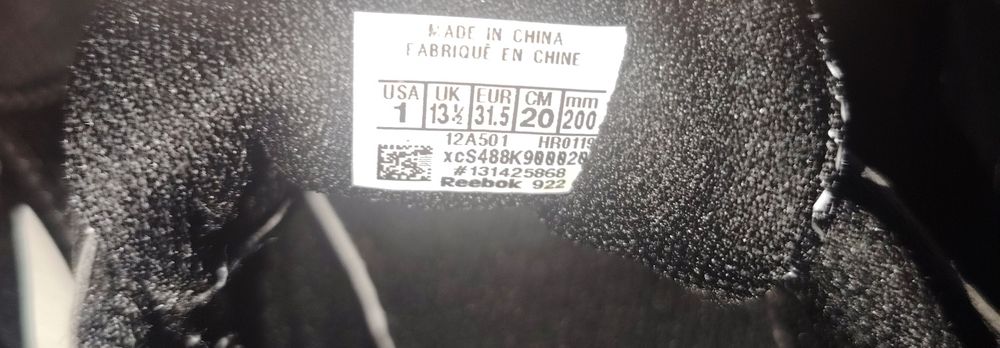 MADE IN CHINA
FABRIQUÉ EN CHINE
USA UK EUR CM mm
1 13½ 31.5 20 200
12A501 HR0119
#131425868
Reebok 922